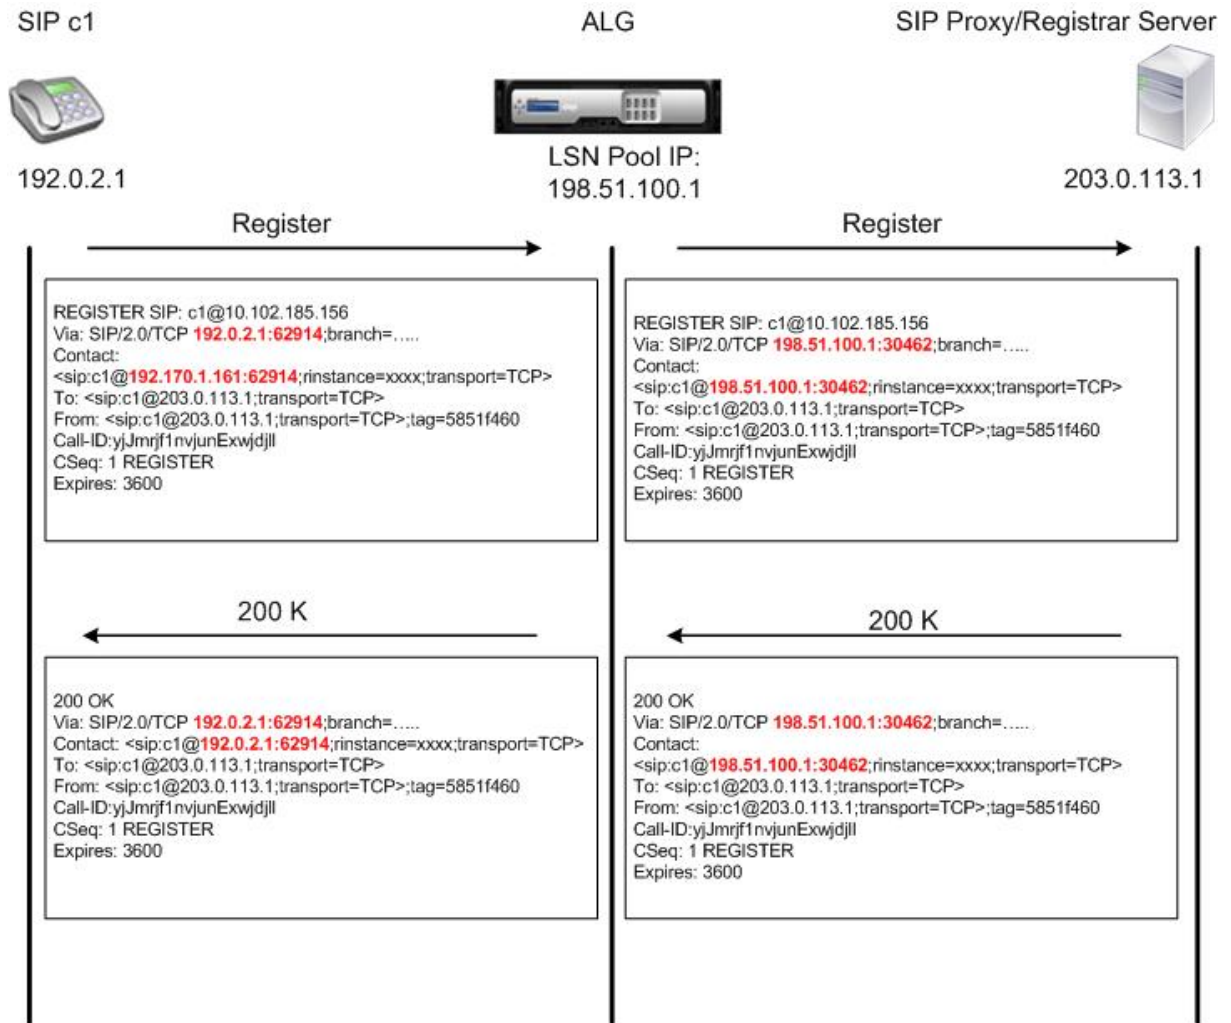 SIP c1
ALG
SIP Proxy/Registrar Server
192.0.2.1
LSN Pool IP:
198.51.100.1
203.0.113.1
Register
Register
REGISTER SIP: c1@10.102.185.156
Via: SIP/2.0/TCP 192.0.2.1:62914;branch=.....
Contact:
<sip:c1@192.170.1.161:62914;rinstance=xxxx;transport=TCP>
To: <sip:c1@203.0.113.1;transport=TCP>
From: <sip:c1@203.0.113.1;transport=TCP>;tag=5851f460
Call-ID:yjJmrjf1nvjunExwjdjll
CSeq: 1 REGISTER
Expires: 3600
REGISTER SIP: c1@10.102.185.156
Via: SIP/2.0/TCP 198.51.100.1:30462;branch=.....
Contact:
<sip:c1@198.51.100.1:30462;rinstance=xxxx;transport=TCP>
To: <sip:c1@203.0.113.1;transport=TCP>
From: <sip:c1@203.0.113.1;transport=TCP>;tag=5851f460
Call-ID:yjJmrjf1nvjunExwjdjll
CSeq: 1 REGISTER
Expires: 3600
200 K
200 K
200 OK
Via: SIP/2.0/TCP 192.0.2.1:62914;branch=.....
Contact: <sip:c1@192.0.2.1:62914;rinstance=xxxx;transport=TCP>
To: <sip:c1@203.0.113.1;transport=TCP>
From: <sip:c1@203.0.113.1;transport=TCP>;tag=5851f460
Call-ID:yjJmrjf1nvjunExwjdjll
CSeq: 1 REGISTER
Expires: 3600
200 OK
Via: SIP/2.0/TCP 198.51.100.1:30462;branch=.....
Contact:
<sip:c1@198.51.100.1:30462;rinstance=xxxx;transport=TCP>
To: <sip:c1@203.0.113.1;transport=TCP>
From: <sip:c1@203.0.113.1;transport=TCP>;tag=5851f460
Call-ID:yjJmrjf1nvjunExwjdjll
CSeq: 1 REGISTER
Expires: 3600